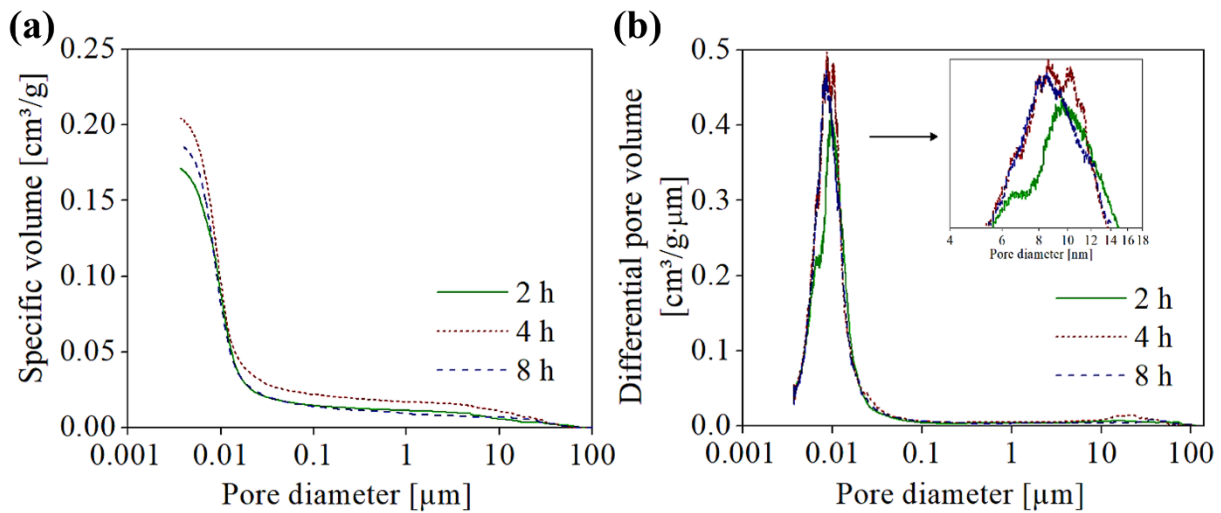 (a)
0.25
0.20
0.15
0.10
0.05
0.00
Specific volume [cm³/g]
2 h
4 h
8 h
0.001
0.01
0.1
1
10
100
Pore diameter [µm]
(b)
0.5
0.4
0.3
0.2
0.1
0.0
Differential pore volume
[cm³/g·µm]
4
6
8
10
12
14
16
18
Pore diameter [nm]
2 h
4 h
8 h
0.001
0.01
0.1
1
10
100
Pore diameter [µm]